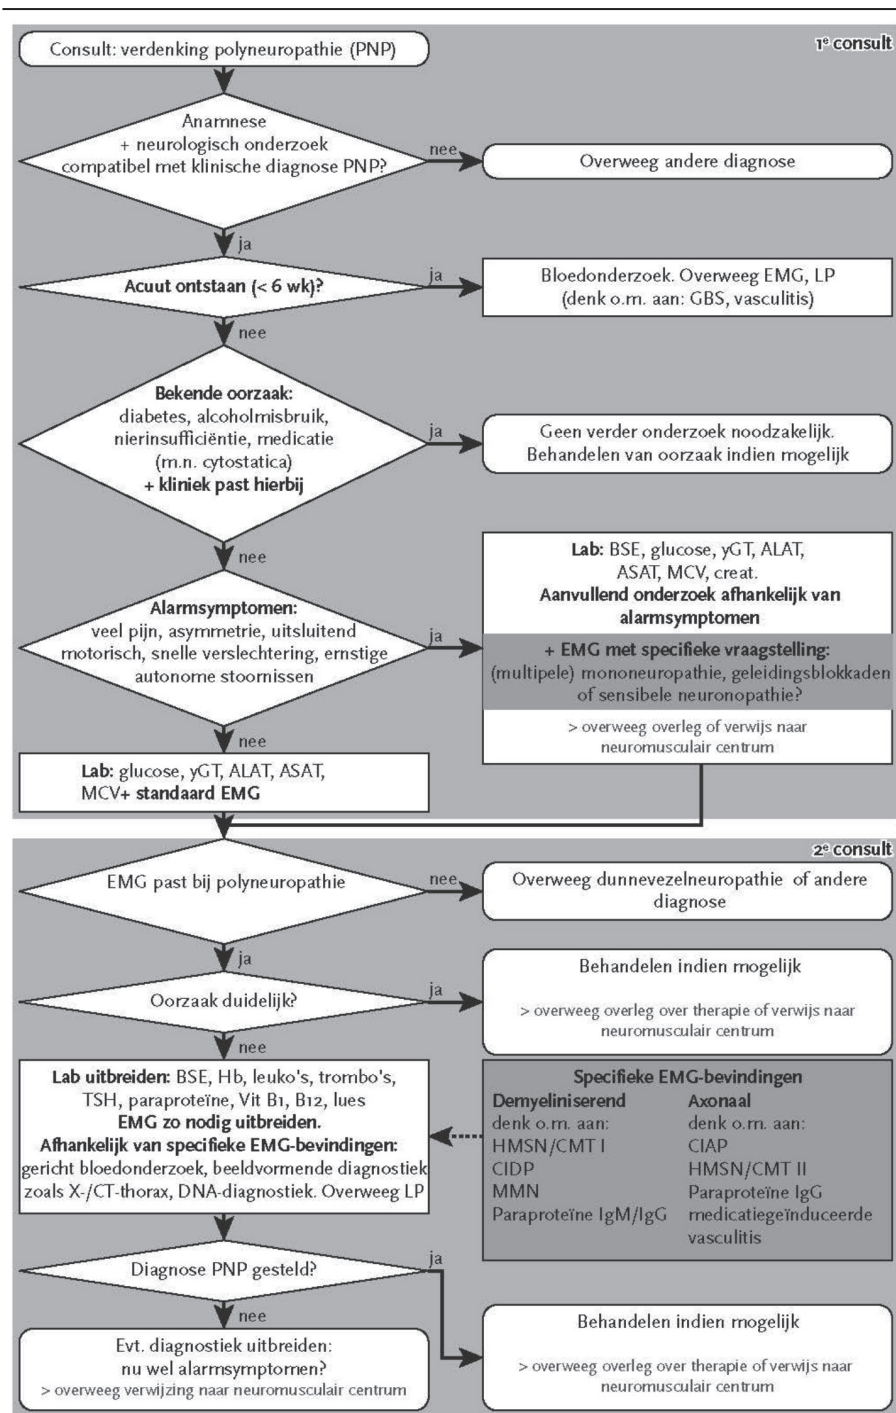 1e consult
Consult: verdenking polyneuropathie (PNP)
Anamnese
+ neurologisch onderzoek
compatibel met klinische diagnose PNP?
nee
Overweeg andere diagnose
ja
Acuut ontstaan (< 6 wk)?
ja
Bloedonderzoek. Overweeg EMG, LP
(denk o.m. aan: GBS, vasculitis)
nee
Bekende oorzaak:
diabetes, alcoholmisbruik,
nierinsufficiëntie, medicatie
(m.n. cytostatica)
+ kliniek past hierbij
ja
Geen verder onderzoek noodzakelijk.
Behandelen van oorzaak indien mogelijk
nee
Alarmsymptomen:
veel pijn, asymmetrie, uitsluitend
motorisch, snelle verslechtering, ernstige
autonome stoornissen
ja
Lab: BSE, glucose, yGT, ALAT,
ASAT, MCV, creat.
Aanvullend onderzoek afhankelijk van
alarmsymptomen
+ EMG met specifieke vraagstelling:
(multipele) mononeuropathie, geleidingsblokkaden
of sensibele neuronopathie?
> overweeg overleg of verwijs naar
neuromusculair centrum
nee
Lab: glucose, yGT, ALAT, ASAT,
MCV+ standaard EMG
2e consult
EMG past bij polyneuropathie
nee
Overweeg dunnevezelneuropathie of andere
diagnose
ja
Oorzaak duidelijk?
ja
Behandelen indien mogelijk
> overweeg overleg over therapie of verwijs naar
neuromusculair centrum
nee
Lab uitbreiden: BSE, Hb, leuko's, trombo's,
TSH, paraproteïne, Vit B1, B12, lues
EMG zo nodig uitbreiden.
Afhankelijk van specifieke EMG-bevindingen:
gericht bloedonderzoek, beeldvormende diagnostiek
zoals X-/CT-thorax, DNA-diagnostiek. Overweeg LP
Specifieke EMG-bevindingen
Demyeliniserend
denk o.m. aan:
HMSN/CMT I
CIDP
MMN
Paraproteïne IgM/IgG
Axonaal
denk o.m. aan:
CIAP
HMSN/CMT II
Paraproteïne IgG
medicatiegeïnduceerde
vasculitis
Diagnose PNP gesteld?
ja
Behandelen indien mogelijk
> overweeg overleg over therapie of verwijs naar
neuromusculair centrum
nee
Evt. diagnostiek uitbreiden:
nu wel alarmsymptomen?
> overweeg verwijzing naar neuromusculair centrum